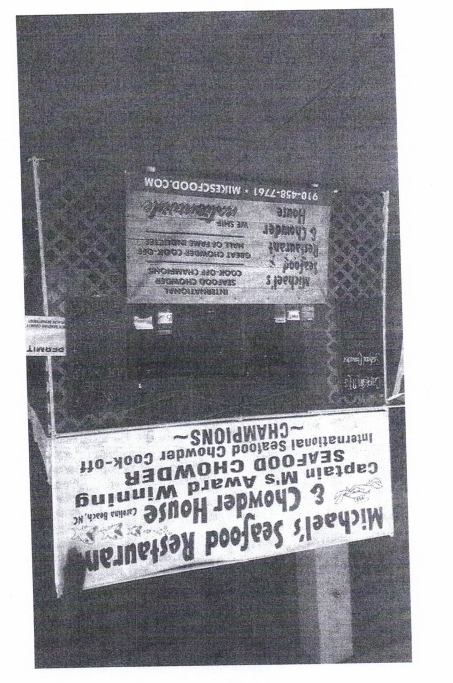 Michael's Seafood Restaurant
& Chowder House Carolina Beach, NC
Captain M's Award Winning
SEAFOOD CHOWDER
International Seafood Chowder Cook-off
~CHAMPIONS~
PERMIT
Michael's
Seafood
Restaurant
& Chowder
House
INTERNATIONAL
SEAFOOD CHOWDER
COOK-OFF CHAMPIONS
GREAT CHOWDER COOK-OFF
HALL OF FAME INDUCTEE
WE SHIP nationwide
910-458-7761 • MIKESCFOOD.COM